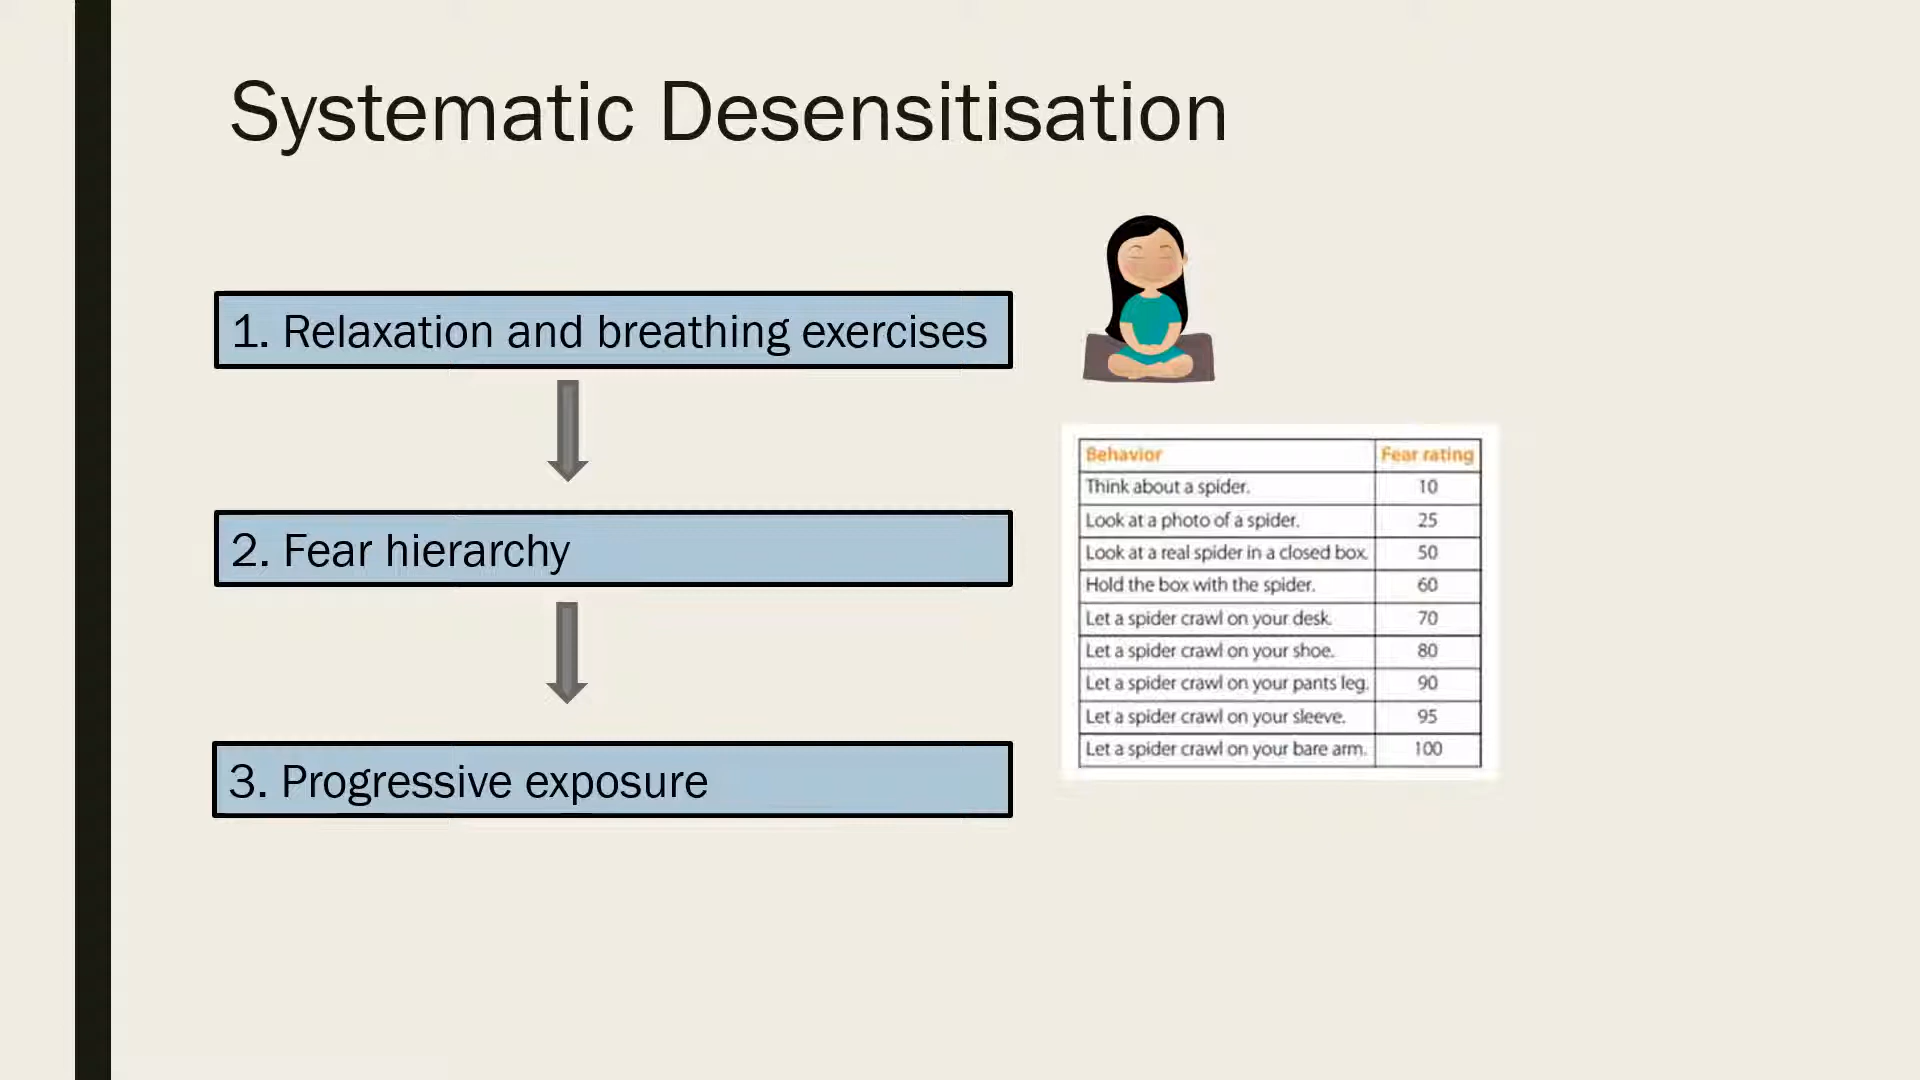 Systematic Desensitisation
1. Relaxation and breathing exercises
2. Fear hierarchy
3. Progressive exposure
Behavior Fear rating
Think about a spider. 10
Look at a photo of a spider. 25
Look at a real spider in a closed box. 50
Hold the box with the spider. 60
Let a spider crawl on your desk. 70
Let a spider crawl on your shoe. 80
Let a spider crawl on your pants leg. 90
Let a spider crawl on your sleeve. 95
Let a spider crawl on your bare arm. 100